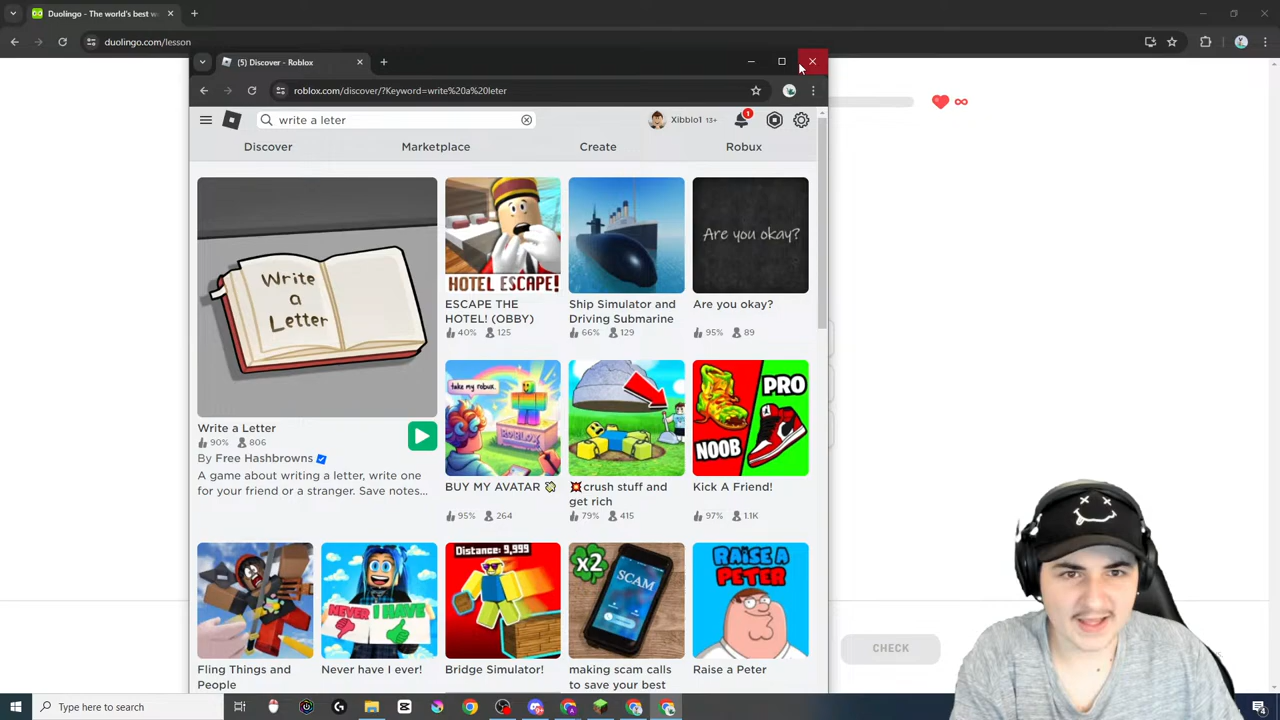 Duolingo - The world's best w
duolingo.com/lesson
(5) Discover - Roblox
roblox.com/discover/?Keyword=write%20a%20leter
write a leter
Xibbio1 13+
1
Discover Marketplace Create Robux
Write
a
Letter
Write a Letter
90% 806
By Free Hashbrowns
A game about writing a letter, write one
for your friend or a stranger. Save notes...
HOTEL ESCAPE!
ESCAPE THE
HOTEL! (OBBY)
40% 125
Ship Simulator and
Driving Submarine
66% 129
Are you okay?
Are you okay?
95% 89
take my robux.
ROBLOX
BUY MY AVATAR
95% 264
crush stuff and
get rich
79% 415
PRO
NOOB
Kick A Friend!
97% 1.1K
Fling Things and
People
NEVER I HAVE
Never have I ever!
Distance: 9,999
Bridge Simulator!
x2
SCAM
making scam calls
to save your best
RAISE A
PETER
Raise a Peter
CHECK
Type here to search